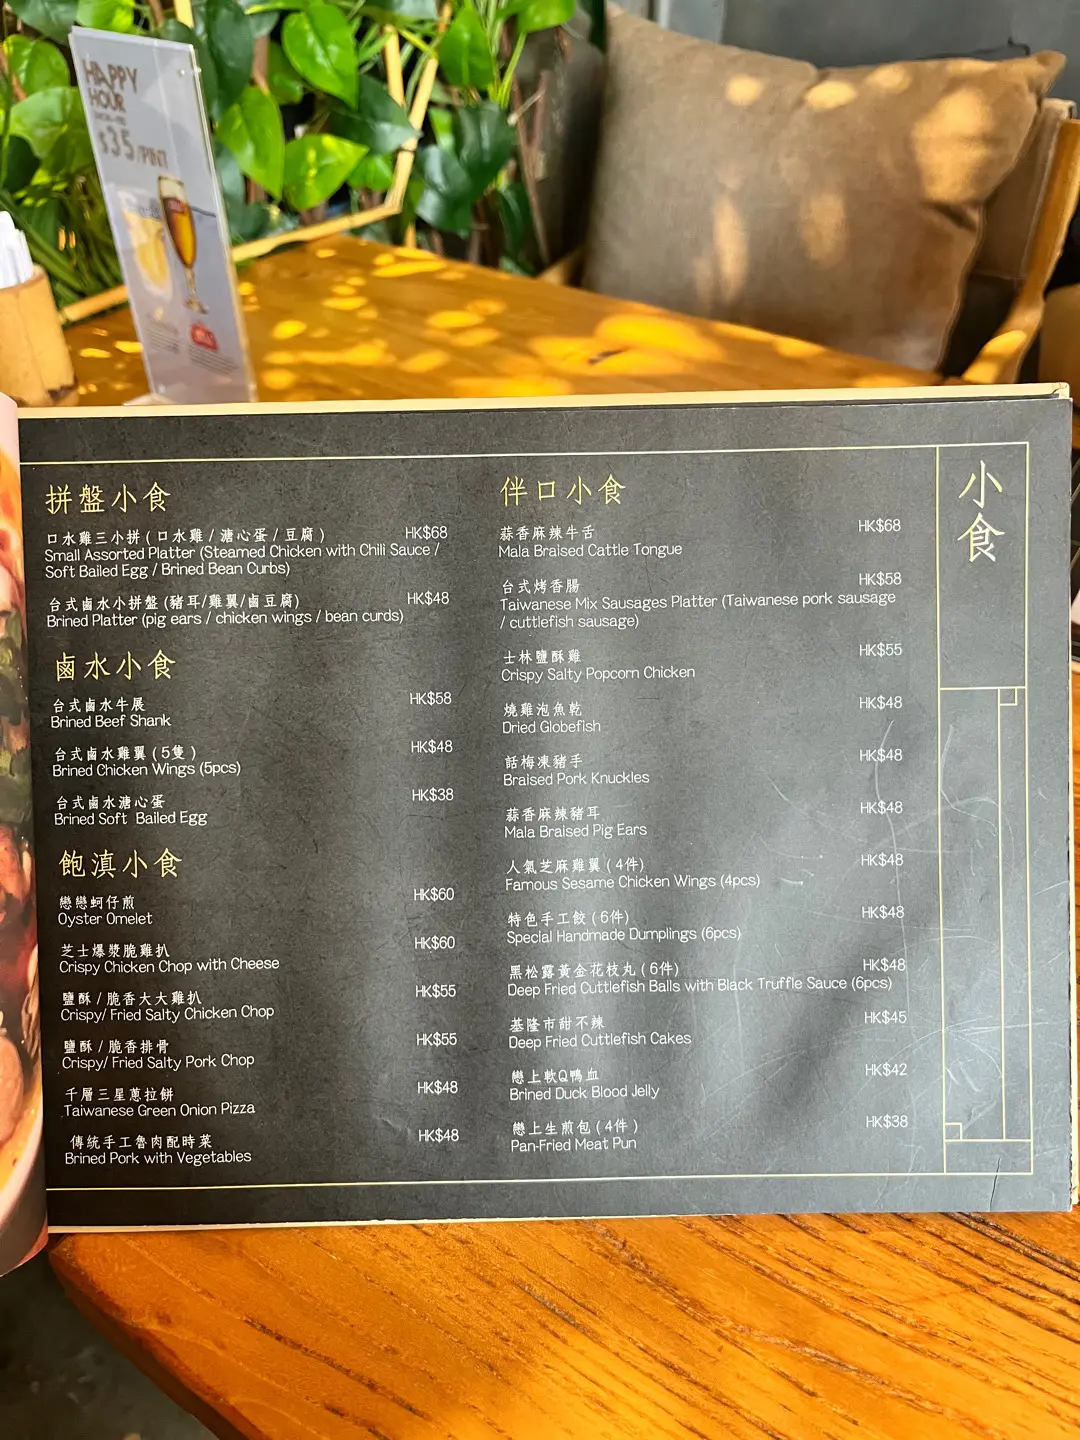 HAPPY
HOUR
$35/PINT
小食
拼盤小食
口水雞三小拼 ( 口水雞 / 溏心蛋 / 豆腐 ) HK$68
Small Assorted Platter (Steamed Chicken with Chili Sauce /
Soft Bailed Egg / Brined Bean Curbs)
台式鹵水小拼盤 (豬耳/雞翼/鹵豆腐) HK$48
Brined Platter (pig ears / chicken wings / bean curds)
鹵水小食
台式鹵水牛展 HK$58
Brined Beef Shank
台式鹵水雞翼 ( 5隻 ) HK$48
Brined Chicken Wings (5pcs)
台式鹵水溏心蛋 HK$38
Brined Soft Bailed Egg
飽滇小食
戀戀蚵仔煎 HK$60
Oyster Omelet
芝士爆漿脆雞扒 HK$60
Crispy Chicken Chop with Cheese
鹽酥 / 脆香大大雞扒 HK$55
Crispy/ Fried Salty Chicken Chop
鹽酥 / 脆香排骨 HK$55
Crispy/ Fried Salty Pork Chop
千層三星蔥拉餅 HK$48
Taiwanese Green Onion Pizza
傳統手工魯肉配時菜 HK$48
Brined Pork with Vegetables
伴口小食
蒜香麻辣牛舌 HK$68
Mala Braised Cattle Tongue
台式烤香腸 HK$58
Taiwanese Mix Sausages Platter (Taiwanese pork sausage
/ cuttlefish sausage)
士林鹽酥雞 HK$55
Crispy Salty Popcorn Chicken
燒雞泡魚乾 HK$48
Dried Globefish
話梅凍豬手 HK$48
Braised Pork Knuckles
蒜香麻辣豬耳 HK$48
Mala Braised Pig Ears
人氣芝麻雞翼 ( 4件) HK$48
Famous Sesame Chicken Wings (4pcs)
特色手工餃 ( 6件) HK$48
Special Handmade Dumplings (6pcs)
黑松露黃金花枝丸 ( 6件) HK$48
Deep Fried Cuttlefish Balls with Black Truffle Sauce (6pcs)
基隆市甜不辣 HK$45
Deep Fried Cuttlefish Cakes
戀上軟Q鴨血 HK$42
Brined Duck Blood Jelly
戀上生煎包 ( 4件 ) HK$38
Pan-Fried Meat Pun